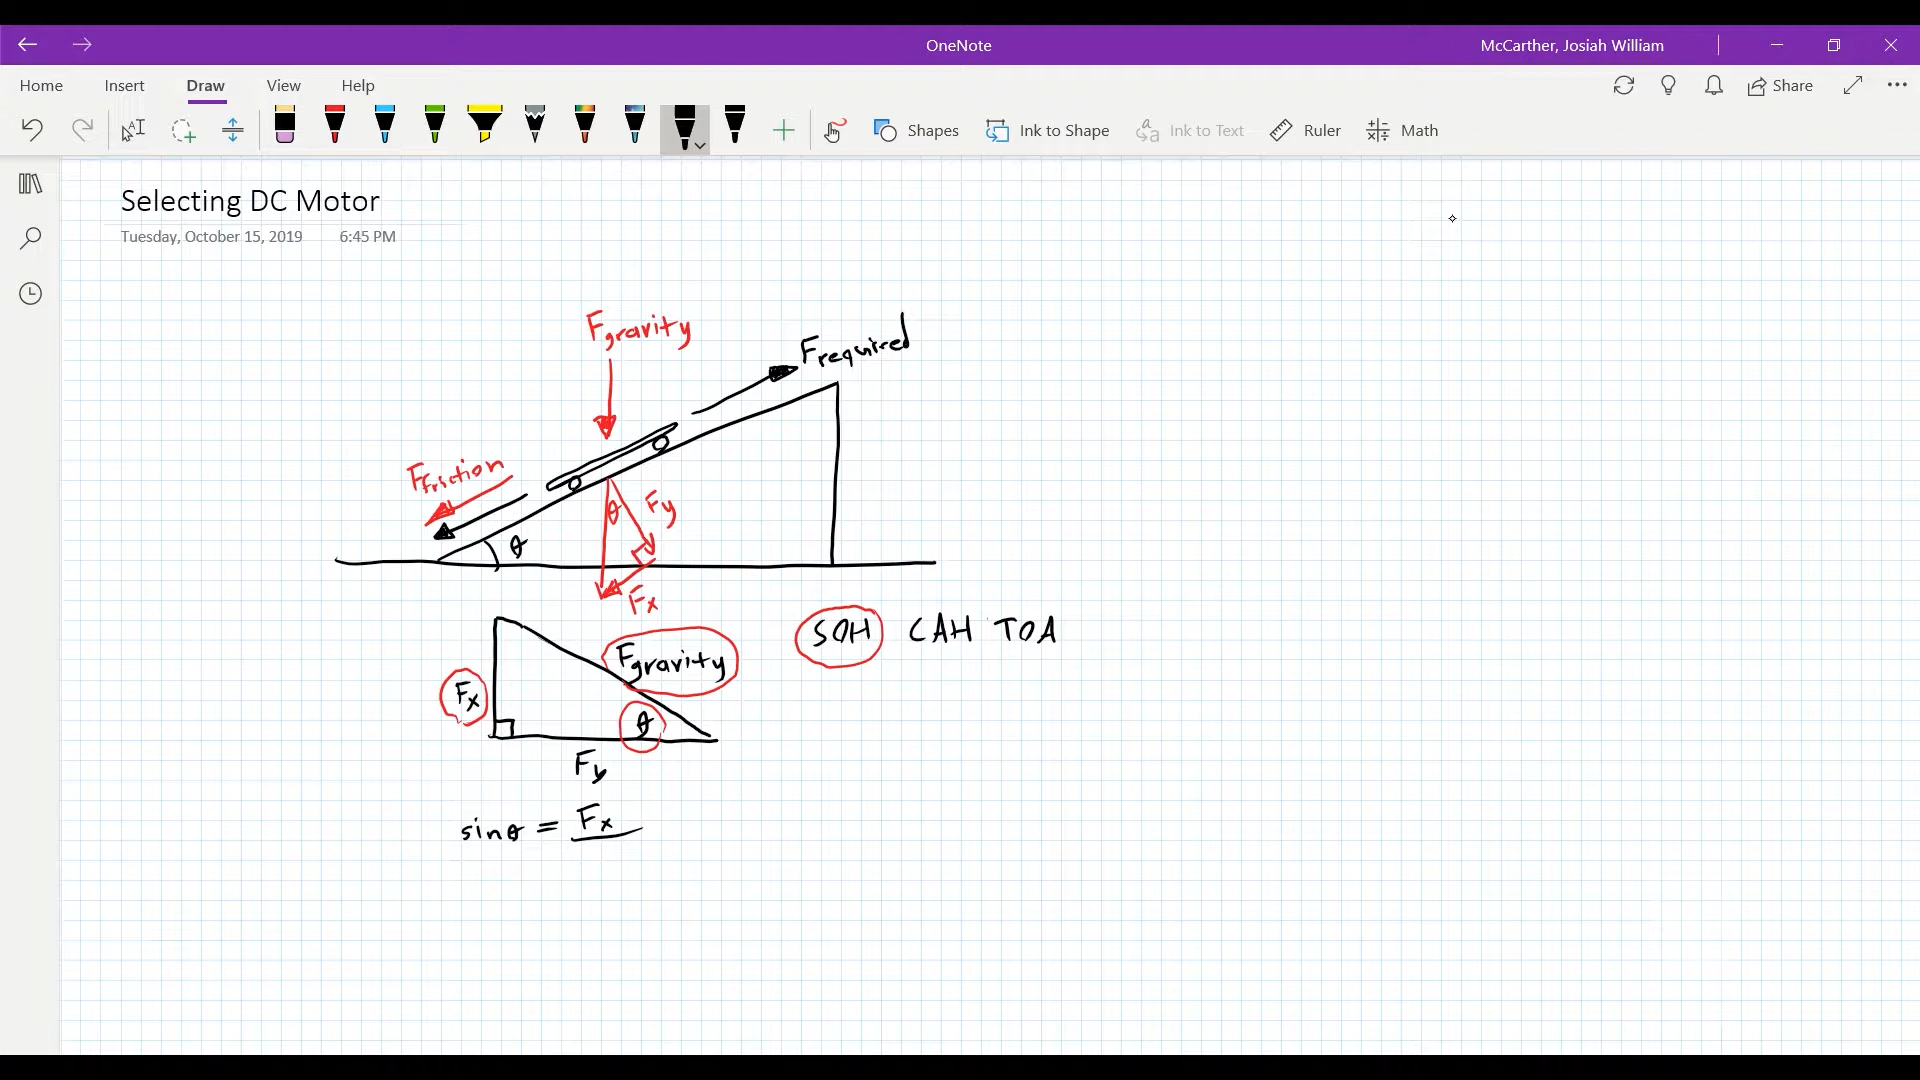 OneNote
McCarther, Josiah William
Home Insert Draw View Help
Share
Shapes Ink to Shape Ink to Text Ruler Math
Selecting DC Motor
Tuesday, October 15, 2019 6:45 PM
Fgravity
Frequired
Ffriction
θ Fy
θ
Fx
SOH CAH TOA
Fgravity
Fx
θ
Fy
sinθ = Fx